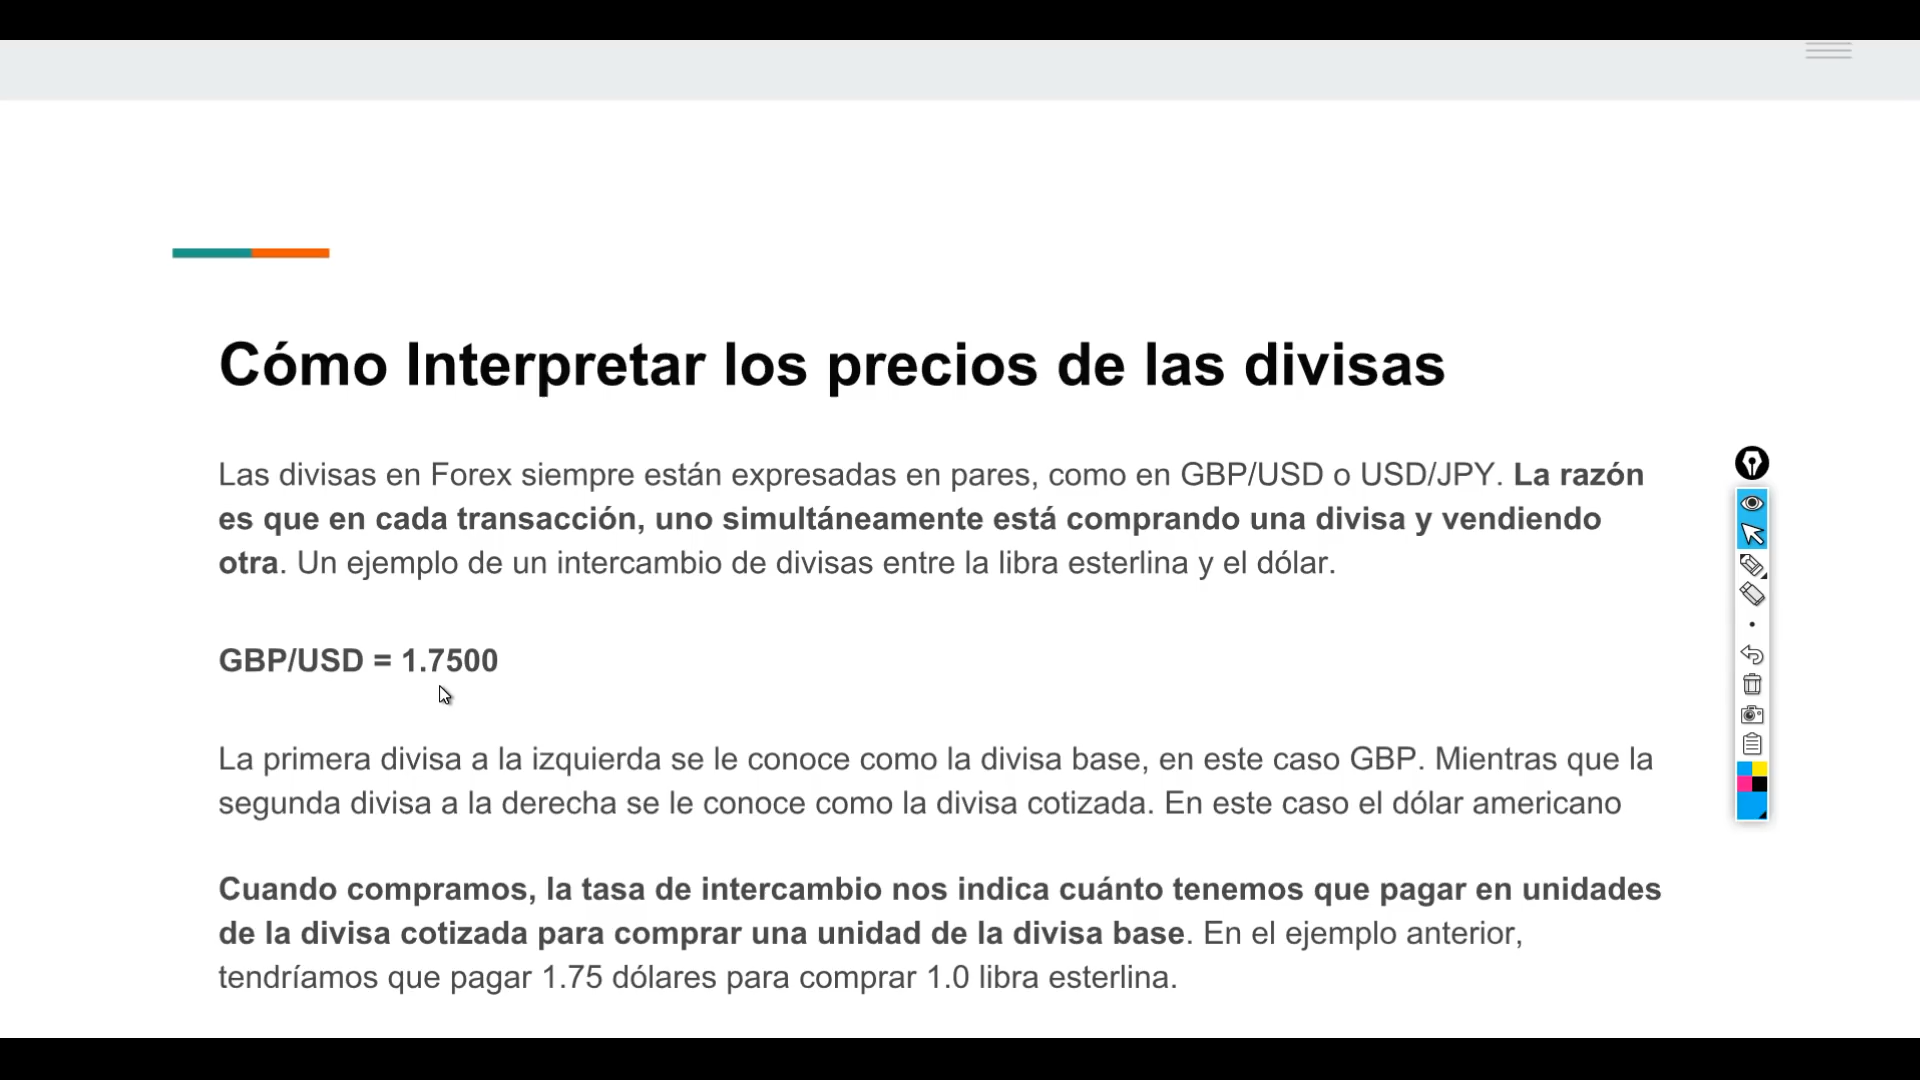 Cómo Interpretar los precios de las divisas
Las divisas en Forex siempre están expresadas en pares, como en GBP/USD o USD/JPY. La razón
es que en cada transacción, uno simultáneamente está comprando una divisa y vendiendo
otra. Un ejemplo de un intercambio de divisas entre la libra esterlina y el dólar.
GBP/USD = 1.7500
La primera divisa a la izquierda se le conoce como la divisa base, en este caso GBP. Mientras que la
segunda divisa a la derecha se le conoce como la divisa cotizada. En este caso el dólar americano
Cuando compramos, la tasa de intercambio nos indica cuánto tenemos que pagar en unidades
de la divisa cotizada para comprar una unidad de la divisa base. En el ejemplo anterior,
tendríamos que pagar 1.75 dólares para comprar 1.0 libra esterlina.